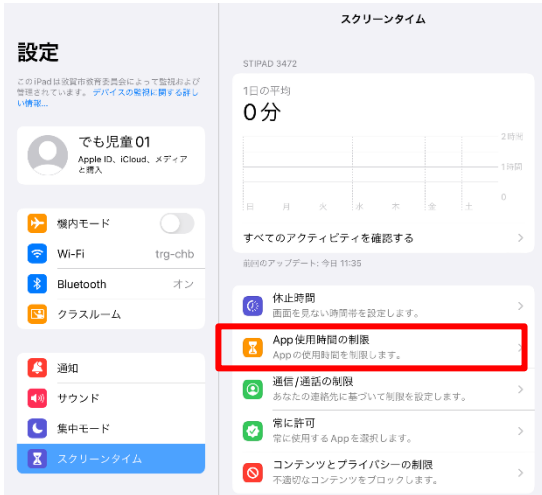 設定
このiPadは敦賀市教育委員会によって監視および
管理されています。デバイスの監視に関する詳し
い情報...
でも児童01
Apple ID、iCloud、メディア
と購入
機内モード
Wi-Fi trg-chb
Bluetooth オン
クラスルーム
通知
サウンド
集中モード
スクリーンタイム
スクリーンタイム
STIPAD 3472
1日の平均
0分
2時間
1時間
0
日 月 火 水 木 金 土
すべてのアクティビティを確認する
前回のアップデート: 今日 11:35
休止時間
画面を見ない時間帯を設定します。
App使用時間の制限
Appの使用時間を制限します。
通信/通話の制限
あなたの連絡先に基づいて制限を設定します。
常に許可
常に使用するAppを選択します。
コンテンツとプライバシーの制限
不適切なコンテンツをブロックします。